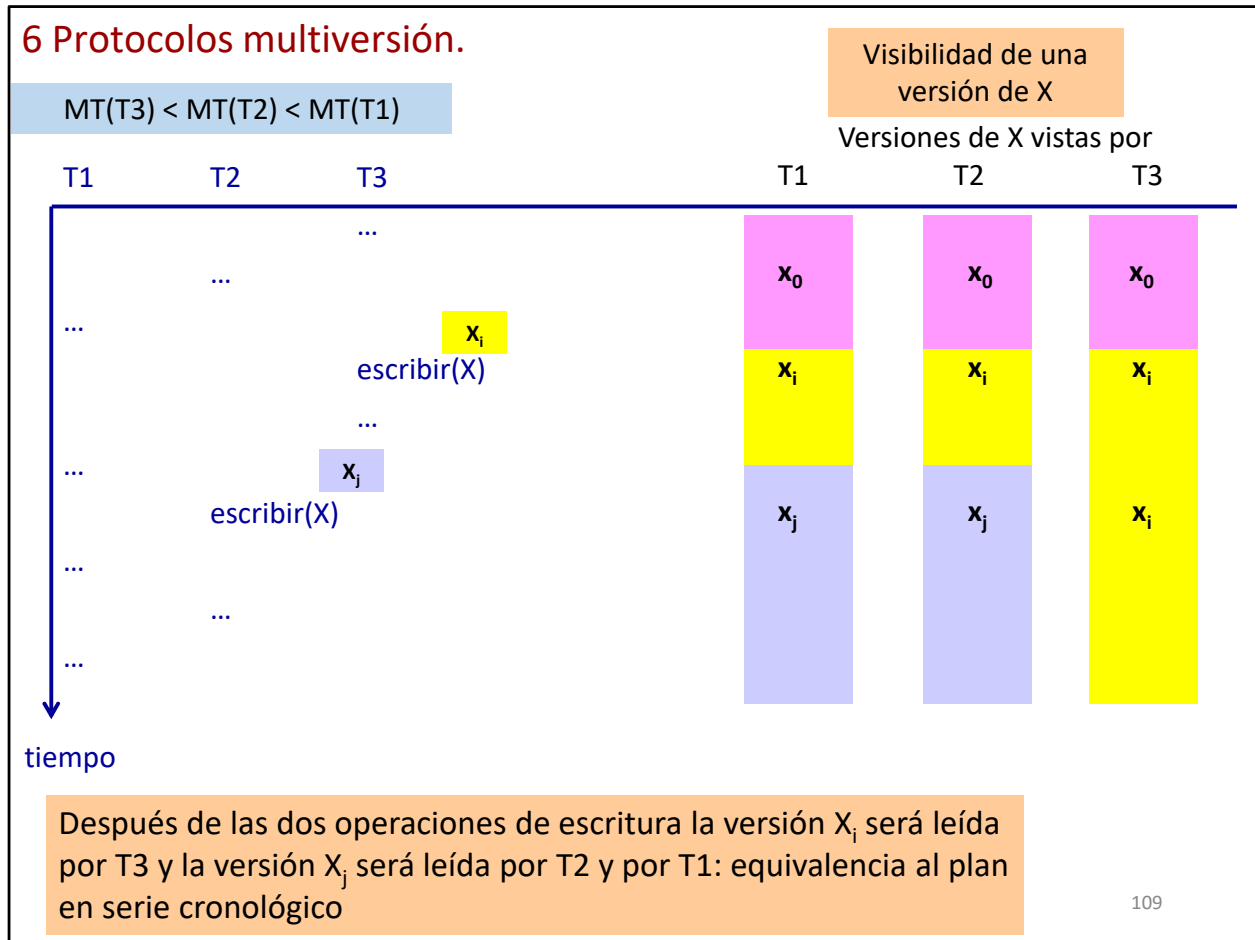 6 Protocolos multiversión.
Visibilidad de una
versión de X
MT(T3) < MT(T2) < MT(T1)
Versiones de X vistas por
T1 T2 T3 T1 T2 T3
...
... x0 x0 x0
... Xi
escribir(X) xi xi xi
...
... Xj
escribir(X) xj xj xi
...
...
...
tiempo
Después de las dos operaciones de escritura la versión Xi será leída
por T3 y la versión Xj será leída por T2 y por T1: equivalencia al plan
en serie cronológico
109